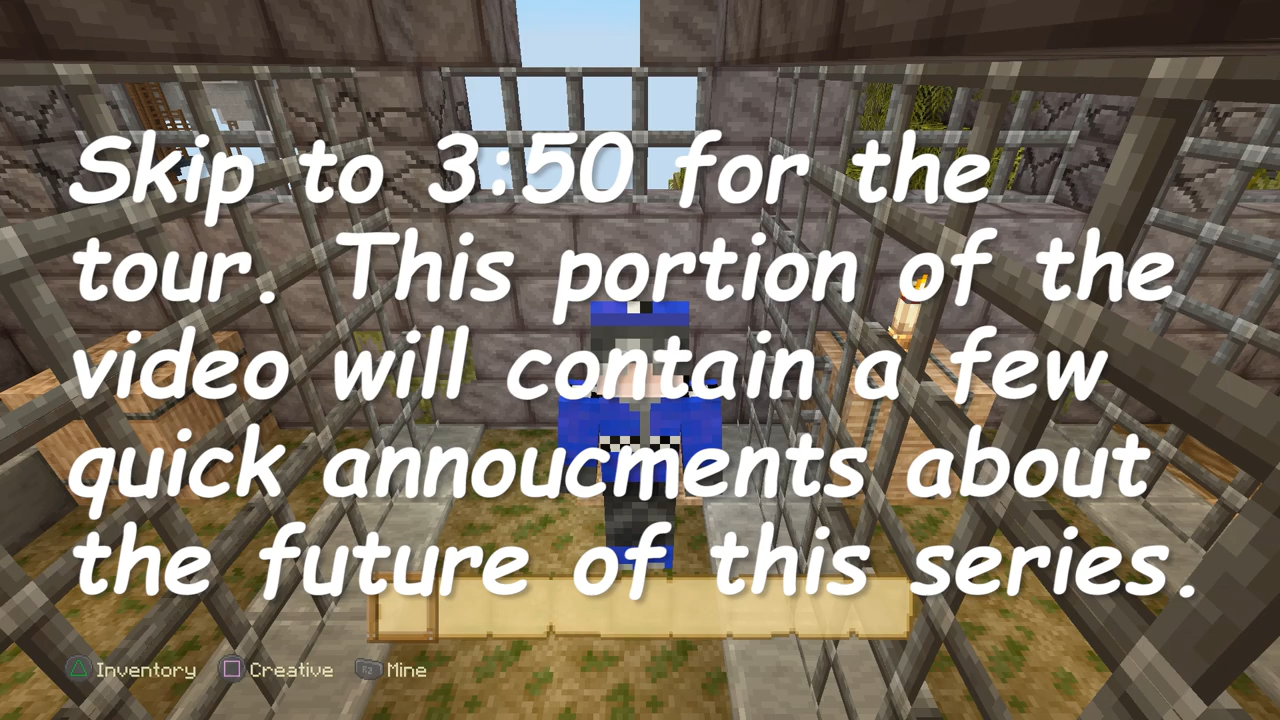 Skip to 3:50 for the
tour. This portion of the
video will contain a few
quick annoucments about
the future of this series.
Inventory Creative R2 Mine